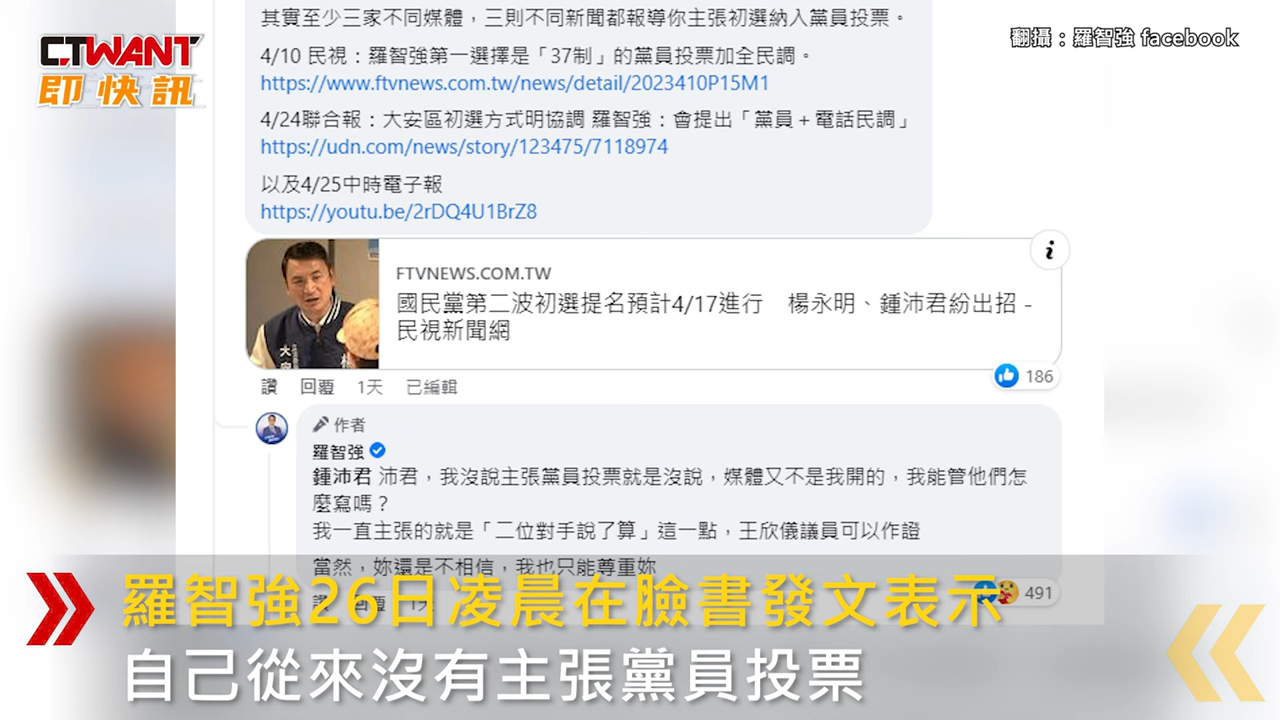 CTWANT
即快訊
翻攝：羅智強 facebook
其實至少三家不同媒體，三則不同新聞都報導你主張初選納入黨員投票。
4/10 民視：羅智強第一選擇是「37制」的黨員投票加全民調。
https://www.ftvnews.com.tw/news/detail/2023410P15M1
4/24聯合報：大安區初選方式明協調 羅智強：會提出「黨員＋電話民調」
https://udn.com/news/story/123475/7118974
以及4/25中時電子報
https://youtu.be/2rDQ4U1BrZ8
FTVNEWS.COM.TW
國民黨第二波初選提名預計4/17進行　楊永明、鍾沛君紛出招 -
民視新聞網
大安
讚 回覆 1天 已編輯
186
作者
羅智強
鍾沛君 沛君，我沒說主張黨員投票就是沒說，媒體又不是我開的，我能管他們怎
麼寫嗎？
我一直主張的就是「二位對手說了算」這一點，王欣儀議員可以作證
當然，妳還是不相信，我也只能尊重妳
讚 回覆 1天
491
羅智強26日凌晨在臉書發文表示
自己從來沒有主張黨員投票